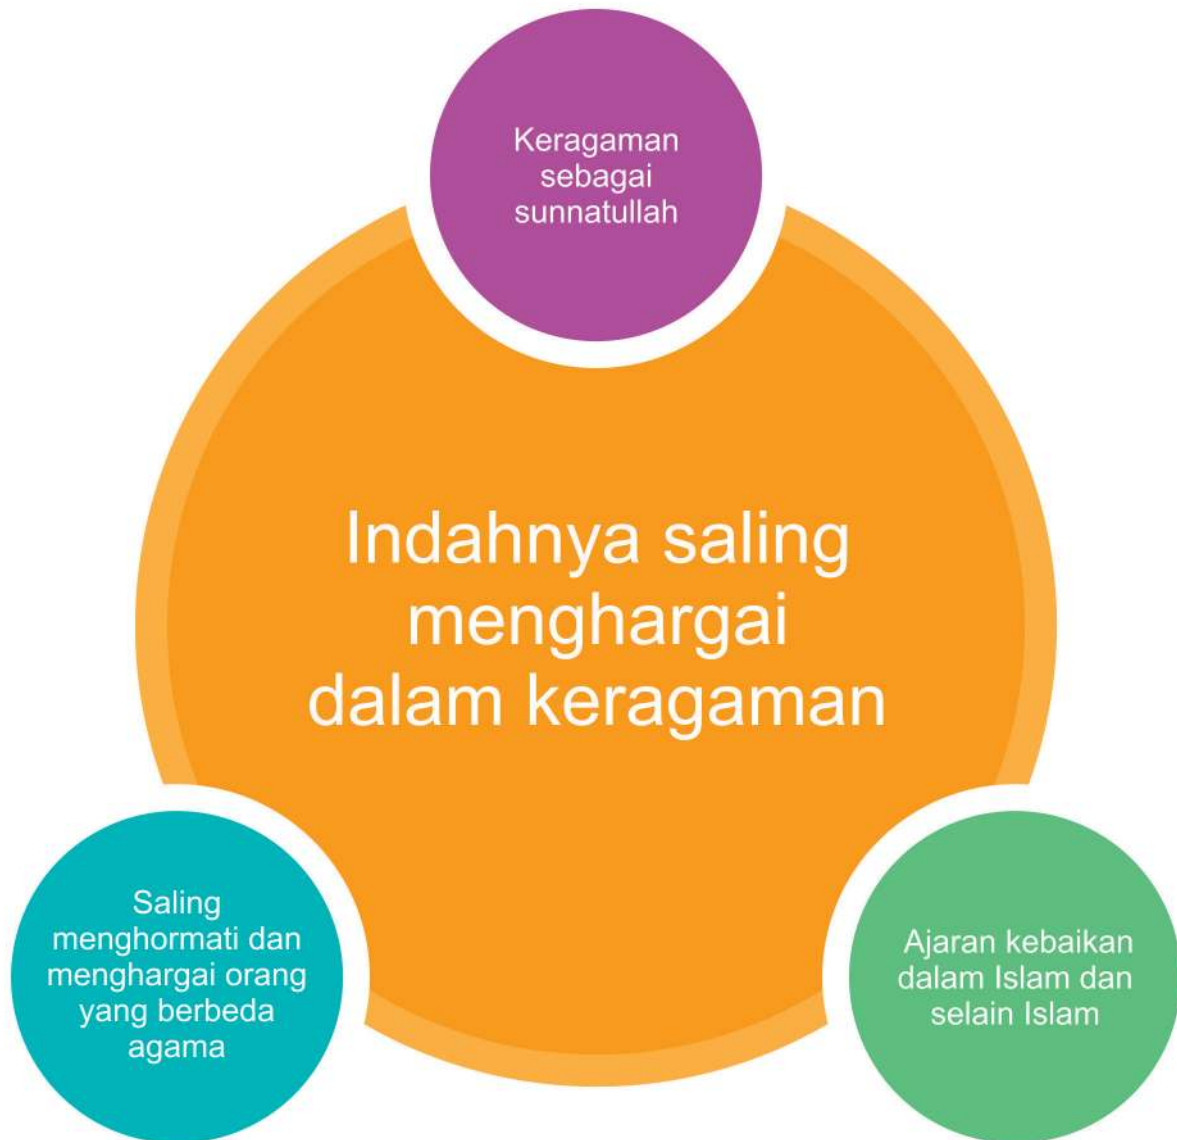 Keragaman
sebagai
sunnatullah
Indahnya saling
menghargai
dalam keragaman
Saling
menghormati dan
menghargai orang
yang berbeda
agama
Ajaran kebaikan
dalam Islam dan
selain Islam